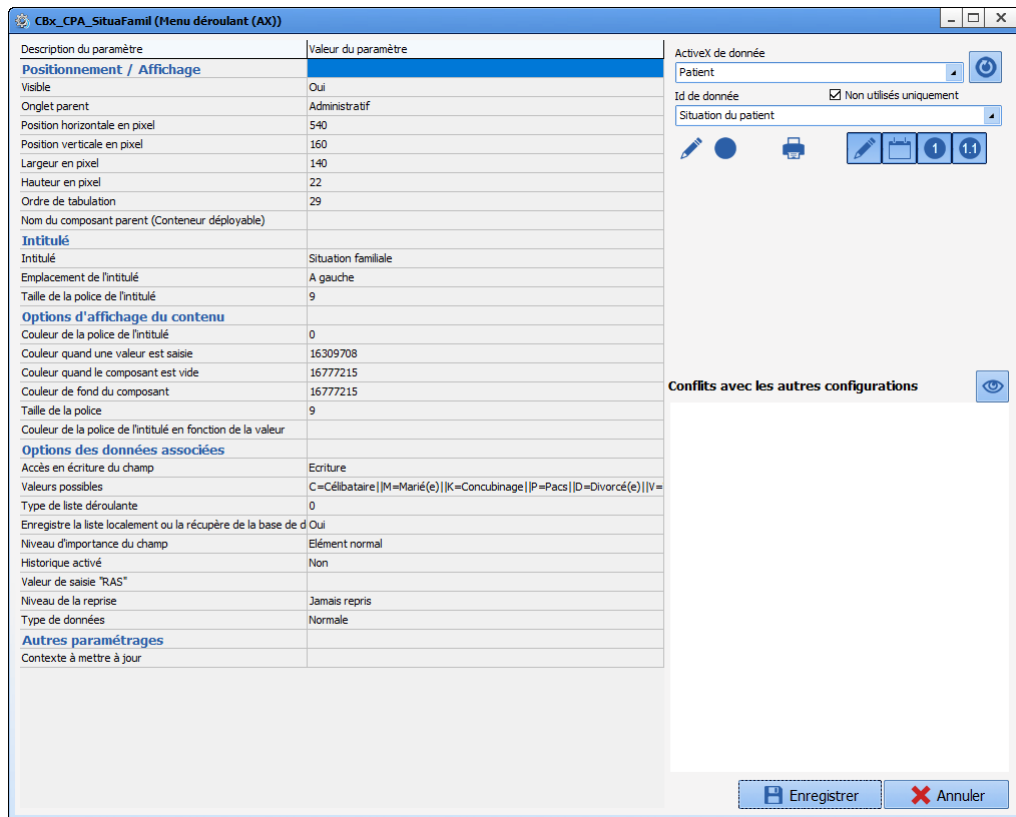 CBx_CPA_SituaFamil (Menu déroulant (AX))
Description du paramètre Valeur du paramètre
Positionnement / Affichage
Visible Oui
Onglet parent Administratif
Position horizontale en pixel 540
Position verticale en pixel 160
Largeur en pixel 140
Hauteur en pixel 22
Ordre de tabulation 29
Nom du composant parent (Conteneur déployable)
Intitulé
Intitulé Situation familiale
Emplacement de l'intitulé A gauche
Taille de la police de l'intitulé 9
Options d'affichage du contenu
Couleur de la police de l'intitulé 0
Couleur quand une valeur est saisie 16309708
Couleur quand le composant est vide 16777215
Couleur de fond du composant 16777215
Taille de la police 9
Couleur de la police de l'intitulé en fonction de la valeur
Options des données associées
Accès en écriture du champ Ecriture
Valeurs possibles C=Célibataire||M=Marié(e)||K=Concubinage||P=Pacs||D=Divorcé(e)||V=
Type de liste déroulante 0
Enregistre la liste localement ou la récupère de la base de d Oui
Niveau d'importance du champ Elément normal
Historique activé Non
Valeur de saisie "RAS"
Niveau de la reprise Jamais repris
Type de données Normale
Autres paramétrages
Contexte à mettre à jour
ActiveX de donnée
Patient
Id de donnée Non utilisés uniquement
Situation du patient
1 1.1
Conflits avec les autres configurations
Enregistrer Annuler